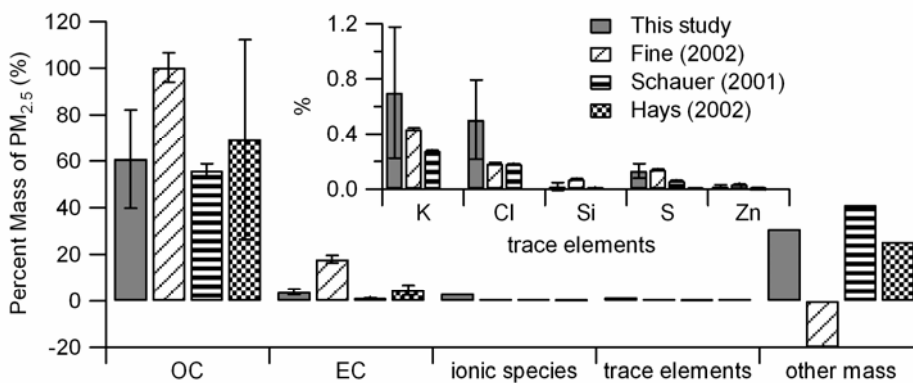 Percent Mass of PM2.5 (%)
120
100
80
60
40
20
0
-20
OC
EC
ionic species
trace elements
other mass
%
1.2
0.8
0.4
0.0
K
Cl
Si
S
Zn
trace elements
This study
Fine (2002)
Schauer (2001)
Hays (2002)